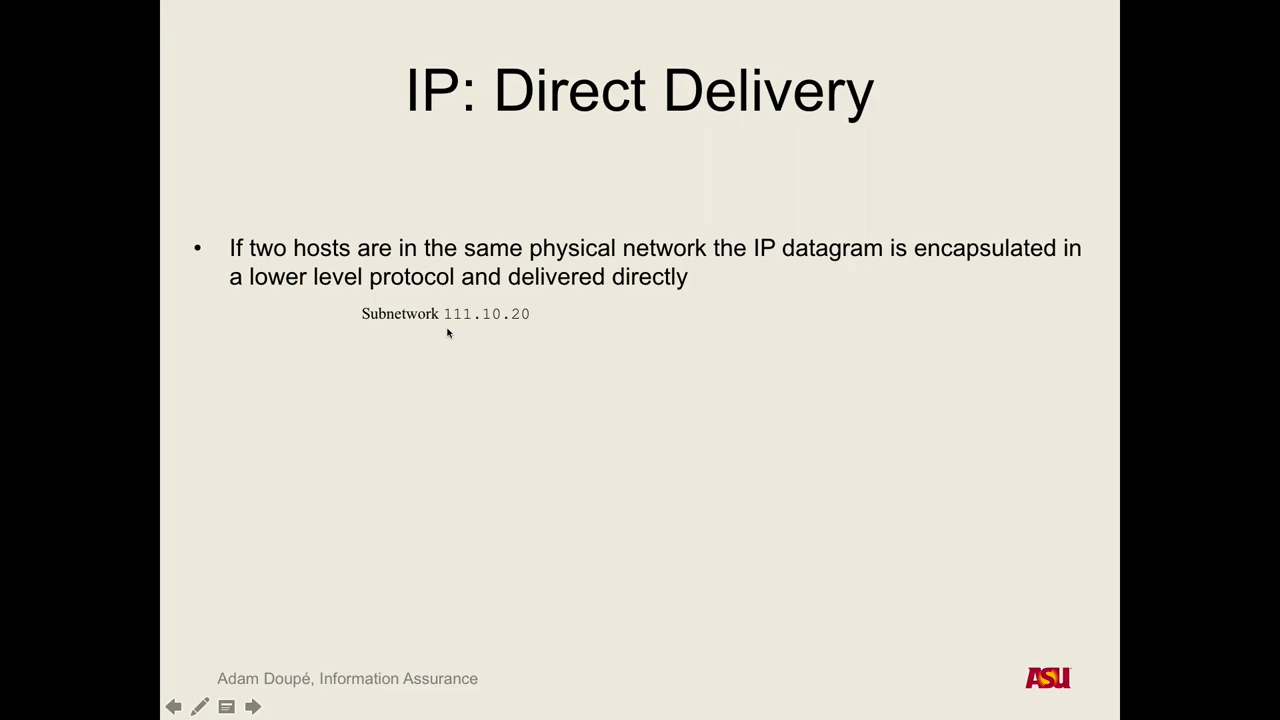 IP: Direct Delivery
• If two hosts are in the same physical network the IP datagram is encapsulated in
a lower level protocol and delivered directly
Subnetwork 111.10.20
Adam Doupé, Information Assurance
ASU